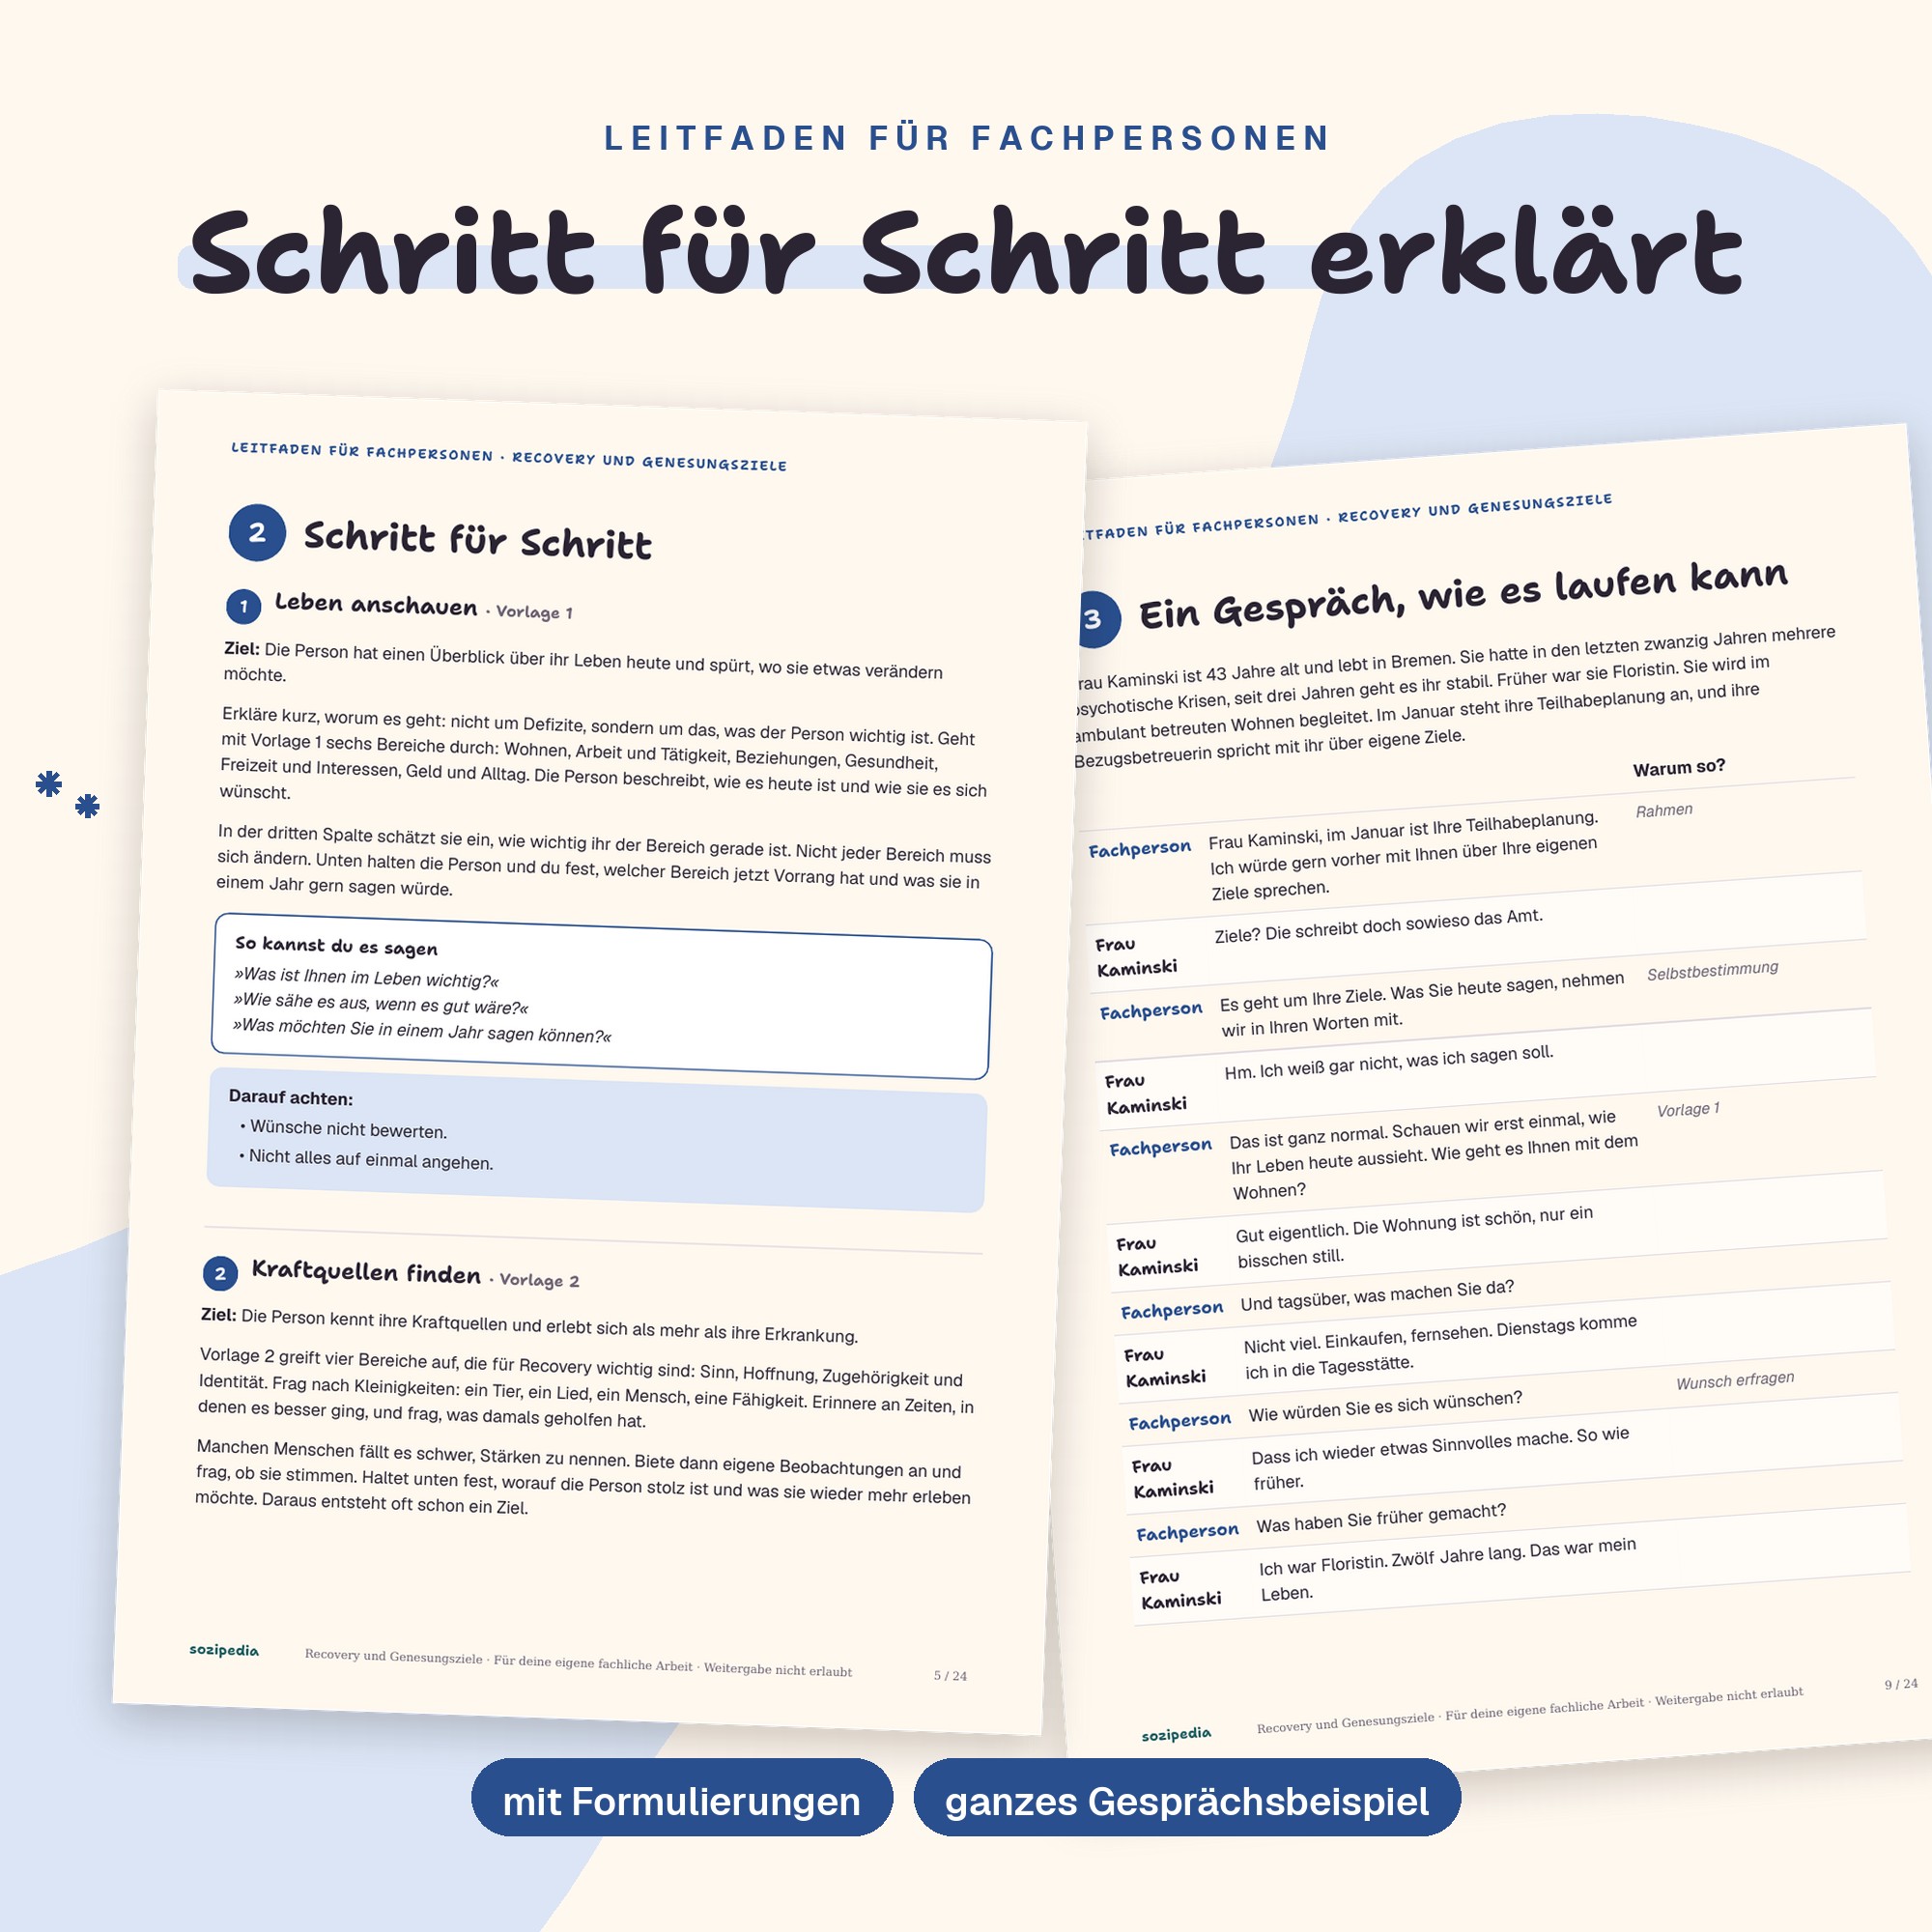 LEITFADEN FÜR FACHPERSONEN
Schritt für Schritt erklärt
LEITFADEN FÜR FACHPERSONEN · RECOVERY UND GENESUNGSZIELE
2 Schritt für Schritt
1 Leben anschauen · Vorlage 1
Ziel: Die Person hat einen Überblick über ihr Leben heute und spürt, wo sie etwas verändern
möchte.
Erkläre kurz, worum es geht: nicht um Defizite, sondern um das, was der Person wichtig ist. Geht
mit Vorlage 1 sechs Bereiche durch: Wohnen, Arbeit und Tätigkeit, Beziehungen, Gesundheit,
Freizeit und Interessen, Geld und Alltag. Die Person beschreibt, wie es heute ist und wie sie es sich
wünscht.
In der dritten Spalte schätzt sie ein, wie wichtig ihr der Bereich gerade ist. Nicht jeder Bereich muss
sich ändern. Unten halten die Person und du fest, welcher Bereich jetzt Vorrang hat und was sie in
einem Jahr gern sagen würde.
So kannst du es sagen
»Was ist Ihnen im Leben wichtig?«
»Wie sähe es aus, wenn es gut wäre?«
»Was möchten Sie in einem Jahr sagen können?«
Darauf achten:
• Wünsche nicht bewerten.
• Nicht alles auf einmal angehen.
2 Kraftquellen finden · Vorlage 2
Ziel: Die Person kennt ihre Kraftquellen und erlebt sich als mehr als ihre Erkrankung.
Vorlage 2 greift vier Bereiche auf, die für Recovery wichtig sind: Sinn, Hoffnung, Zugehörigkeit und
Identität. Frag nach Kleinigkeiten: ein Tier, ein Lied, ein Mensch, eine Fähigkeit. Erinnere an Zeiten, in
denen es besser ging, und frag, was damals geholfen hat.
Manchen Menschen fällt es schwer, Stärken zu nennen. Biete dann eigene Beobachtungen an und
frag, ob sie stimmen. Haltet unten fest, worauf die Person stolz ist und was sie wieder mehr erleben
möchte. Daraus entsteht oft schon ein Ziel.
sozipedia Recovery und Genesungsziele · Für deine eigene fachliche Arbeit · Weitergabe nicht erlaubt 5 / 24
ITFADEN FÜR FACHPERSONEN · RECOVERY UND GENESUNGSZIELE
3 Ein Gespräch, wie es laufen kann
rau Kaminski ist 43 Jahre alt und lebt in Bremen. Sie hatte in den letzten zwanzig Jahren mehrere
psychotische Krisen, seit drei Jahren geht es ihr stabil. Früher war sie Floristin. Sie wird im
ambulant betreuten Wohnen begleitet. Im Januar steht ihre Teilhabeplanung an, und ihre
Bezugsbetreuerin spricht mit ihr über eigene Ziele.
Warum so?
Fachperson Frau Kaminski, im Januar ist Ihre Teilhabeplanung. Rahmen
Ich würde gern vorher mit Ihnen über Ihre eigenen
Ziele sprechen.
Frau Ziele? Die schreibt doch sowieso das Amt.
Kaminski
Fachperson Es geht um Ihre Ziele. Was Sie heute sagen, nehmen Selbstbestimmung
wir in Ihren Worten mit.
Frau Hm. Ich weiß gar nicht, was ich sagen soll.
Kaminski
Fachperson Das ist ganz normal. Schauen wir erst einmal, wie Vorlage 1
Ihr Leben heute aussieht. Wie geht es Ihnen mit dem
Wohnen?
Frau Gut eigentlich. Die Wohnung ist schön, nur ein
Kaminski bisschen still.
Fachperson Und tagsüber, was machen Sie da?
Frau Nicht viel. Einkaufen, fernsehen. Dienstags komme
Kaminski ich in die Tagesstätte.
Fachperson Wie würden Sie es sich wünschen? Wunsch erfragen
Frau Dass ich wieder etwas Sinnvolles mache. So wie
Kaminski früher.
Fachperson Was haben Sie früher gemacht?
Frau Ich war Floristin. Zwölf Jahre lang. Das war mein
Kaminski Leben.
sozipedia Recovery und Genesungsziele · Für deine eigene fachliche Arbeit · Weitergabe nicht erlaubt 9 / 24
mit Formulierungen
ganzes Gesprächsbeispiel